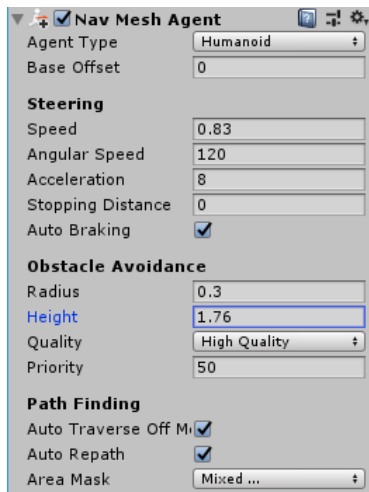 Nav Mesh Agent
Agent Type Humanoid
Base Offset 0
Steering
Speed 0.83
Angular Speed 120
Acceleration 8
Stopping Distance 0
Auto Braking
Obstacle Avoidance
Radius 0.3
Height 1.76
Quality High Quality
Priority 50
Path Finding
Auto Traverse Off M
Auto Repath
Area Mask Mixed ...